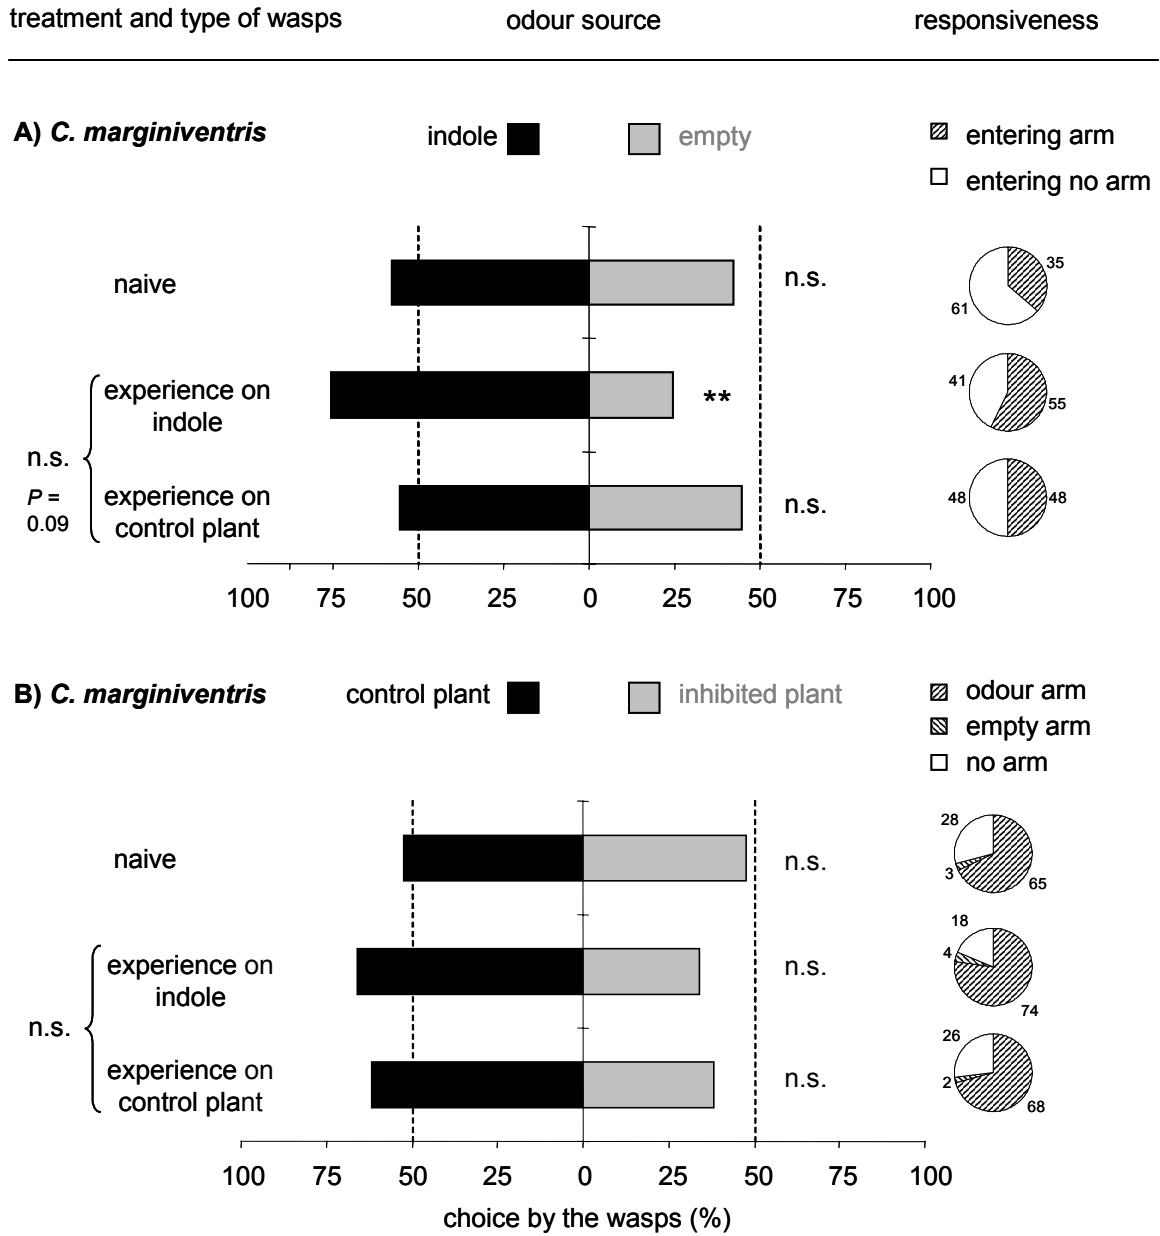 treatment and type of wasps odour source responsiveness
A) C. marginiventris indole empty entering arm
entering no arm
naive n.s. 35
61
experience on
indole ** 41
55
n.s.
P =
0.09
experience on
control plant n.s. 48 48
100 75 50 25 0 25 50 75 100
B) C. marginiventris control plant inhibited plant odour arm
empty arm
no arm
naive n.s. 28
3
65
experience on
indole n.s. 18
4
74
n.s.
experience on
control plant n.s. 26
2
68
100 75 50 25 0 25 50 75 100
choice by the wasps (%)